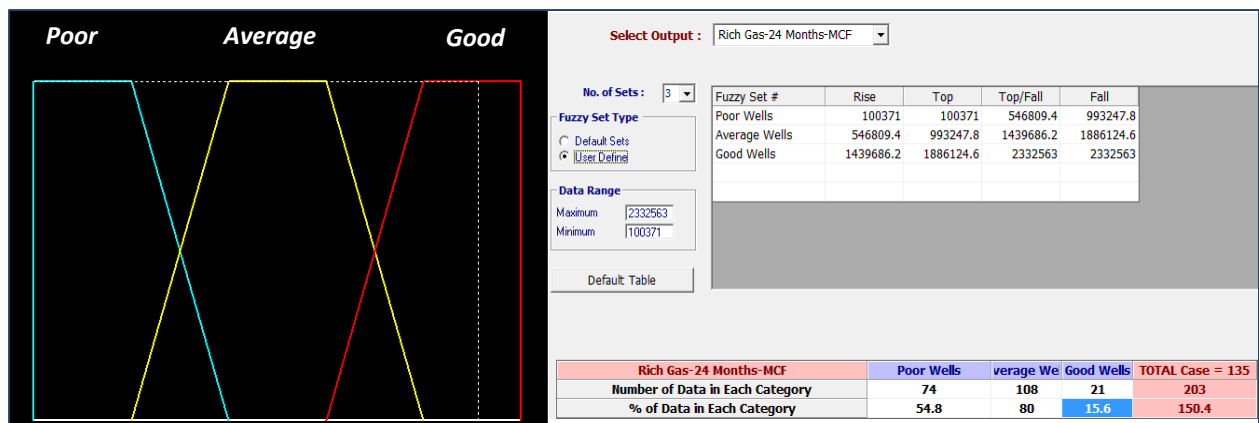 Poor Average Good
Select Output : Rich Gas-24 Months-MCF
No. of Sets : 3
Fuzzy Set Type
Default Sets
User Define
Data Range
Maximum 2332563
Minimum 100371
Default Table
Fuzzy Set # Rise Top Top/Fall Fall
Poor Wells 100371 100371 546809.4 993247.8
Average Wells 546809.4 993247.8 1439686.2 1886124.6
Good Wells 1439686.2 1886124.6 2332563 2332563
Rich Gas-24 Months-MCF Poor Wells verage We Good Wells TOTAL Case = 135
Number of Data in Each Category 74 108 21 203
% of Data in Each Category 54.8 80 15.6 150.4